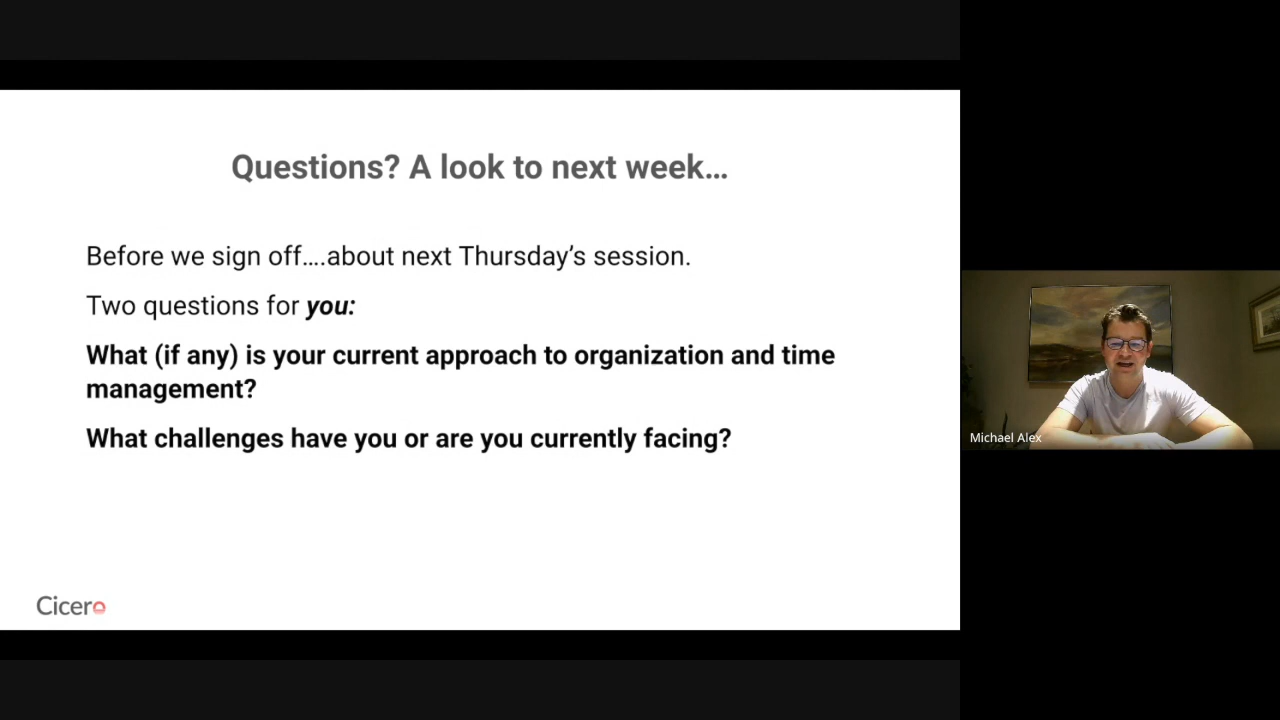 Questions? A look to next week…
Before we sign off….about next Thursday’s session.
Two questions for you:
What (if any) is your current approach to organization and time
management?
What challenges have you or are you currently facing?
Michael Alex
Cicero